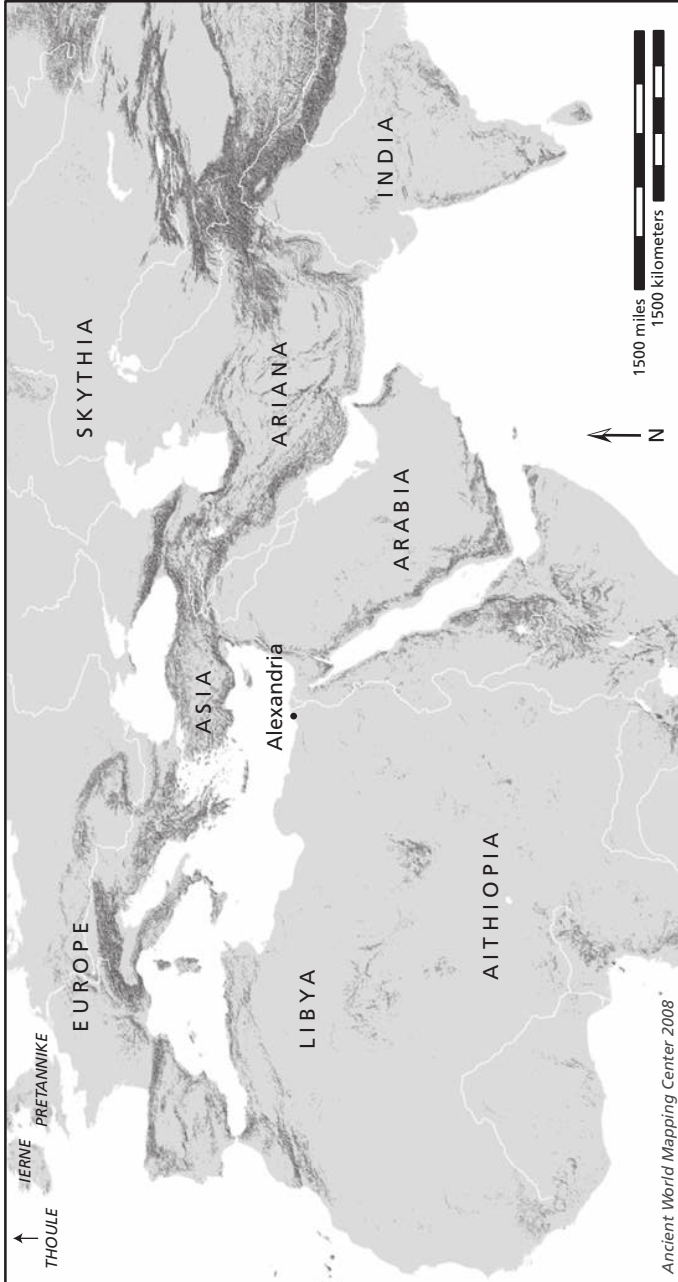 THOULE
IERNE
PRETANNIKE
EUROPE
SKYTHIA
ASIA
ARIANA
INDIA
Alexandria
LIBYA
ARABIA
AITHIOPIA
N
1500 miles
1500 kilometers
Ancient World Mapping Center 2008